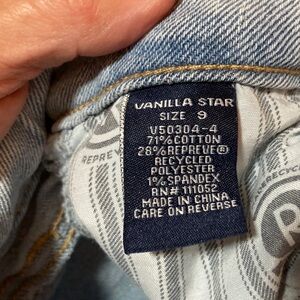 VANILLA STAR
SIZE 9
V50304-4
71% COTTON
28% REPREVE®
RECYCLED
POLYESTER
1% SPANDEX
RN# 111052
MADE IN CHINA
CARE ON REVERSE
REPREVE
R